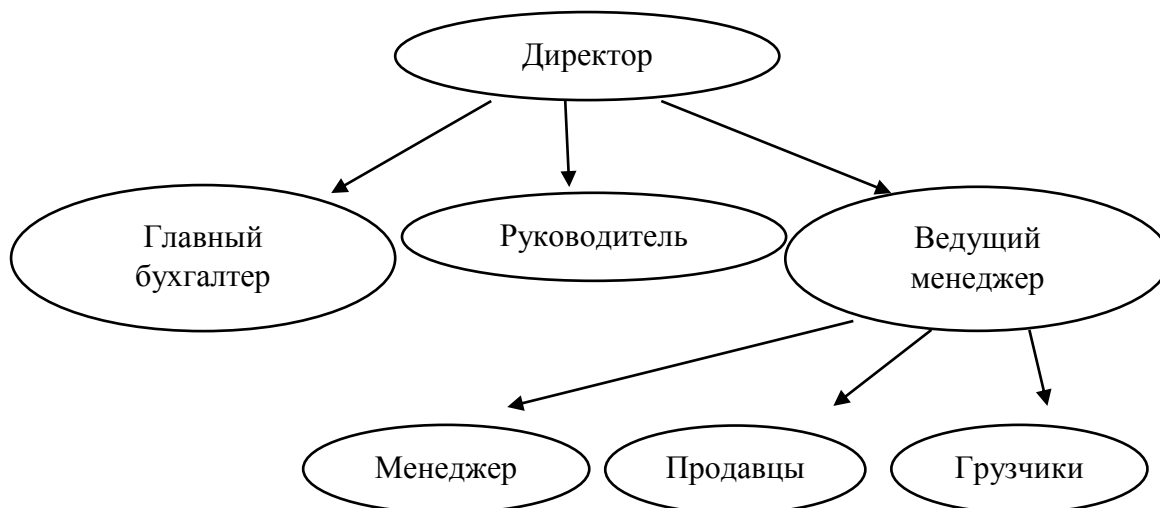 Директор
Главный
бухгалтер
Руководитель
Ведущий
менеджер
Менеджер
Продавцы
Грузчики